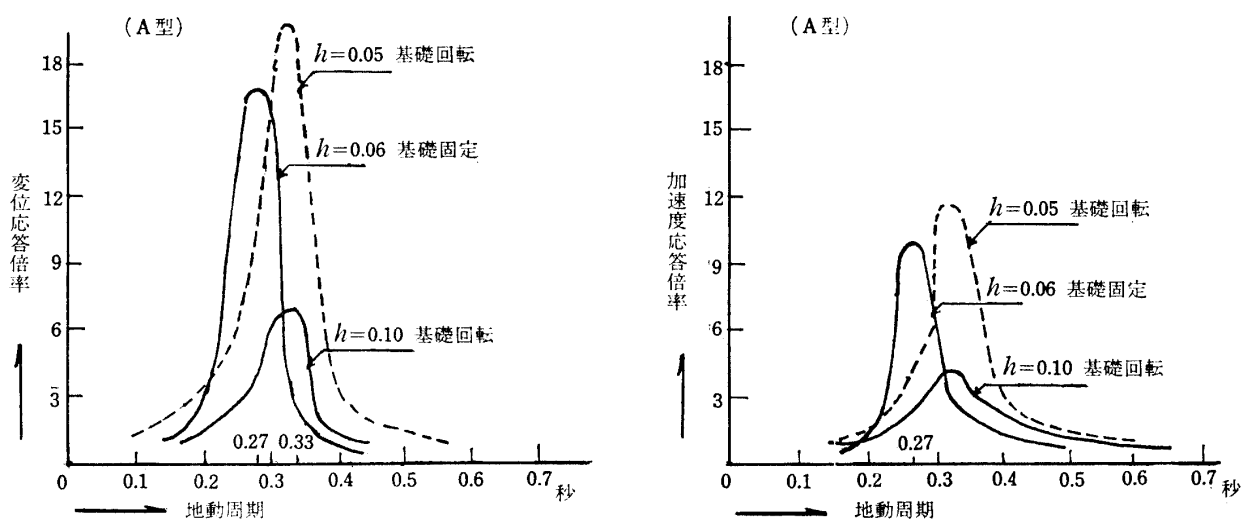 (A型)
18
15
12
9
6
3
変位応答倍率
h=0.05 基礎回転
h=0.06 基礎固定
h=0.10 基礎回転
0.27 0.33
0 0.1 0.2 0.3 0.4 0.5 0.6 0.7 秒
地動周期
(A型)
18
15
12
9
6
3
加速度応答倍率
h=0.05 基礎回転
h=0.06 基礎固定
h=0.10 基礎回転
0.27
0 0.1 0.2 0.3 0.4 0.5 0.6 0.7 秒
地動周期